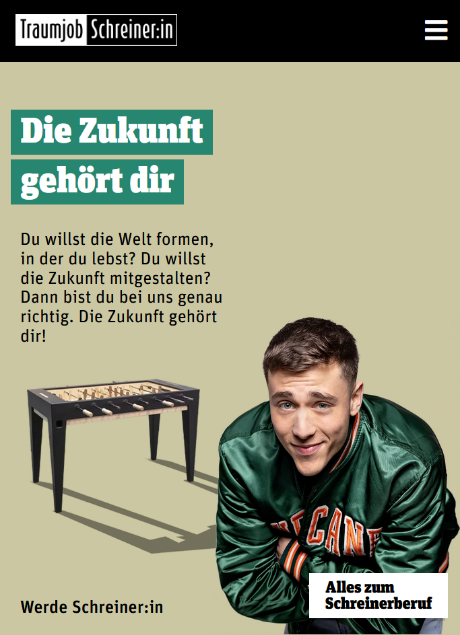 Traumjob Schreiner:in
Die Zukunft
gehört dir
Du willst die Welt formen,
in der du lebst? Du willst
die Zukunft mitgestalten?
Dann bist du bei uns genau
richtig. Die Zukunft gehört
dir!
Werde Schreiner:in
Alles zum
Schreinerberuf